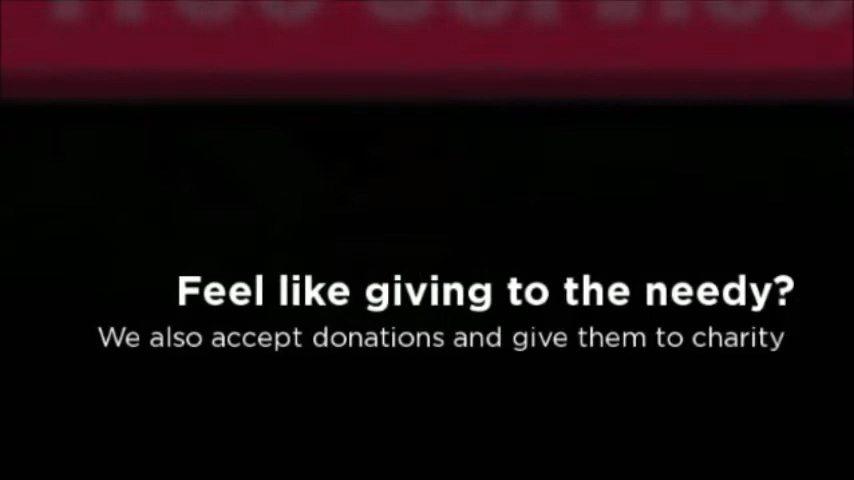 Feel like giving to the needy?
We also accept donations and give them to charity